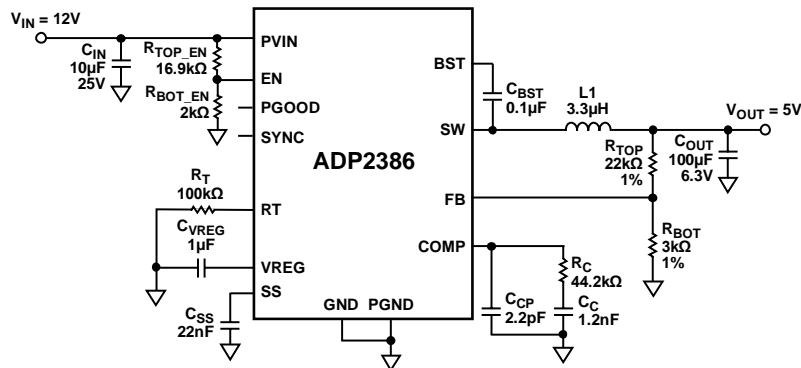 V_IN = 12V
C_IN
10µF
25V
R_TOP_EN
16.9kΩ
R_BOT_EN
2kΩ
PVIN
EN
PGOOD
SYNC
RT
VREG
SS
GND PGND
ADP2386
BST
SW
FB
COMP
R_T
100kΩ
C_VREG
1µF
C_SS
22nF
C_BST
0.1µF
L1
3.3µH
V_OUT = 5V
R_TOP
22kΩ
1%
C_OUT
100µF
6.3V
R_BOT
3kΩ
1%
R_C
44.2kΩ
C_CP
2.2pF
C_C
1.2nF